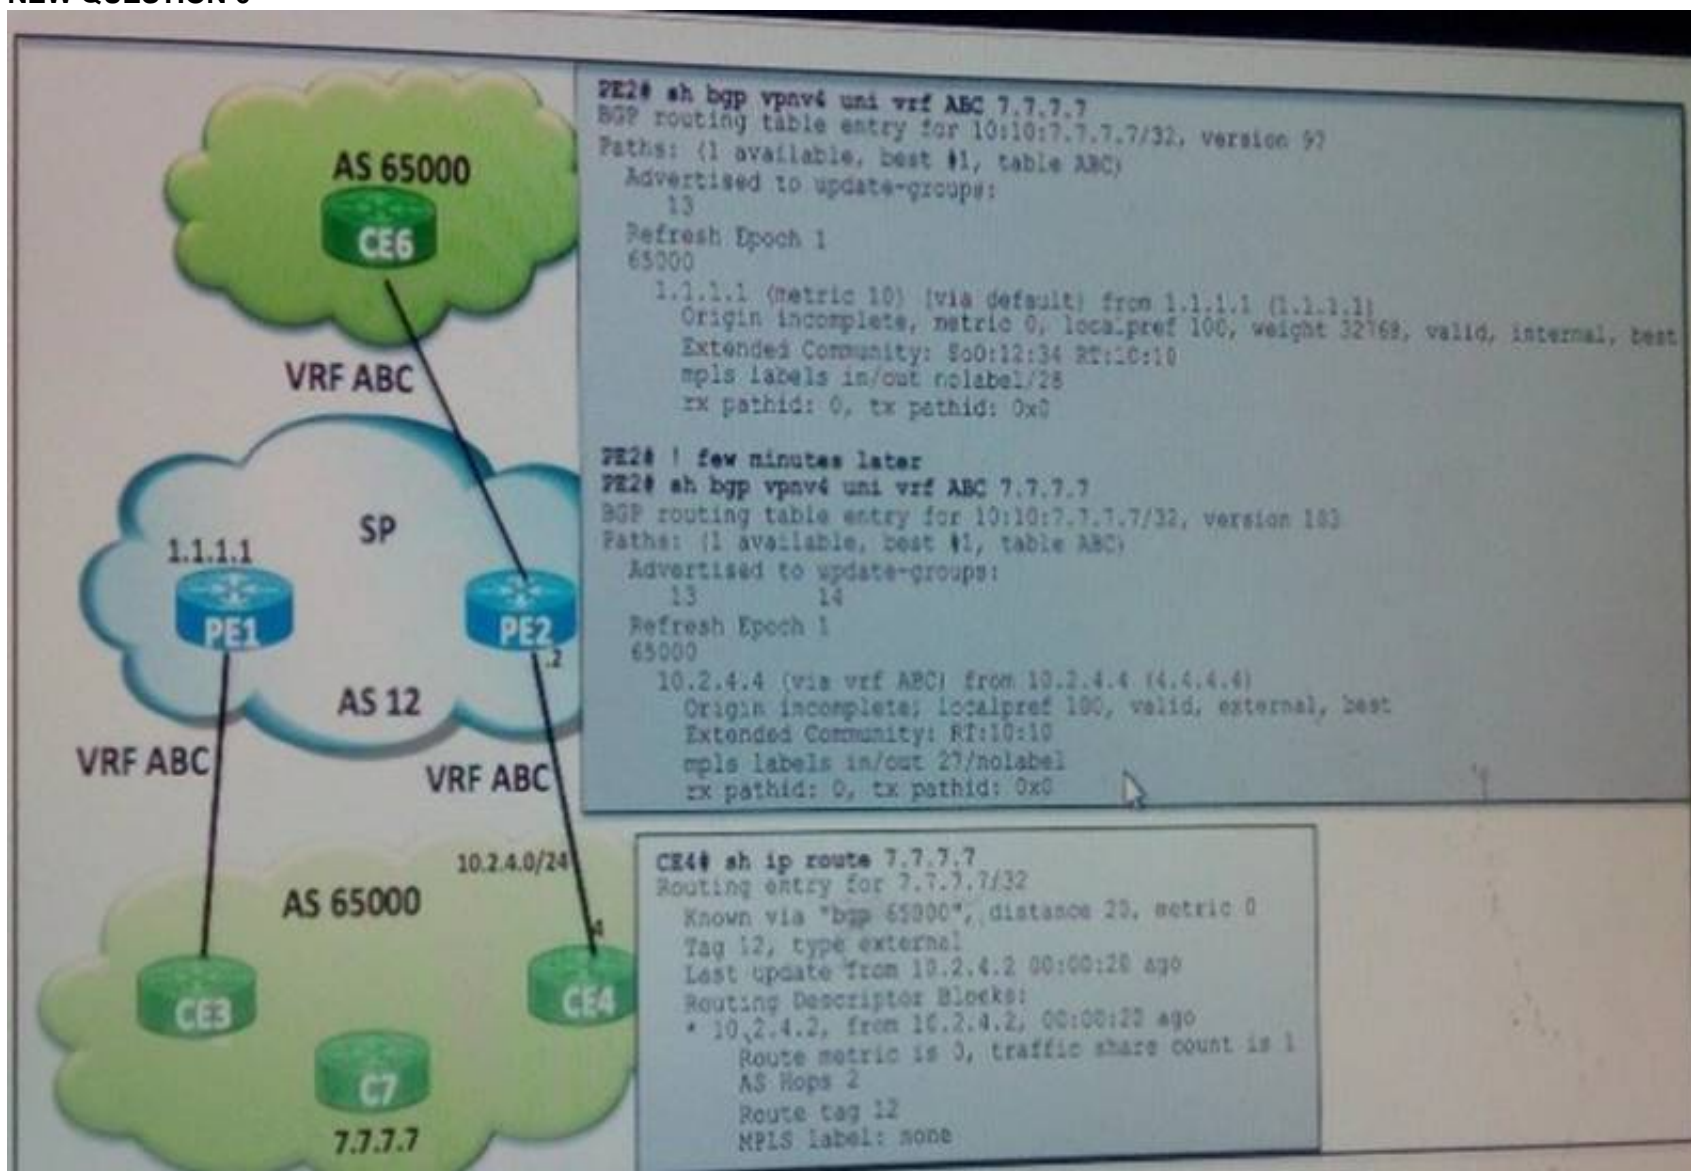 NEW QUESTION 6
AS 65000
CE6
VRF ABC
SP
1.1.1.1
PE1
PE2
.2
AS 12
VRF ABC
VRF ABC
10.2.4.0/24
AS 65000
4
CE3
CE4
C7
7.7.7.7
PE2# sh bgp vpnv4 uni vrf ABC 7.7.7.7
BGP routing table entry for 10:10:7.7.7.7/32, version 97
Paths: (1 available, best #1, table ABC)
Advertised to update-groups:
13
Refresh Epoch 1
65000
1.1.1.1 (metric 10) (via default) from 1.1.1.1 (1.1.1.1)
Origin incomplete, metric 0, localpref 100, weight 32768, valid, internal, best
Extended Community: SoO:12:34 RT:10:10
mpls labels in/out nolabel/28
rx pathid: 0, tx pathid: 0x0
PE2# ! few minutes later
PE2# sh bgp vpnv4 uni vrf ABC 7.7.7.7
BGP routing table entry for 10:10:7.7.7.7/32, version 183
Paths: (1 available, best #1, table ABC)
Advertised to update-groups:
13 14
Refresh Epoch 1
65000
10.2.4.4 (via vrf ABC) from 10.2.4.4 (4.4.4.4)
Origin incomplete, localpref 100, valid, external, best
Extended Community: RT:10:10
mpls labels in/out 27/nolabel
rx pathid: 0, tx pathid: 0x0
CE4# sh ip route 7.7.7.7
Routing entry for 7.7.7.7/32
Known via "bgp 65000", distance 20, metric 0
Tag 12, type external
Last update from 10.2.4.2 00:00:20 ago
Routing Descriptor Blocks:
* 10.2.4.2, from 10.2.4.2, 00:00:20 ago
Route metric is 0, traffic share count is 1
AS Hops 2
Route tag 12
MPLS label: none